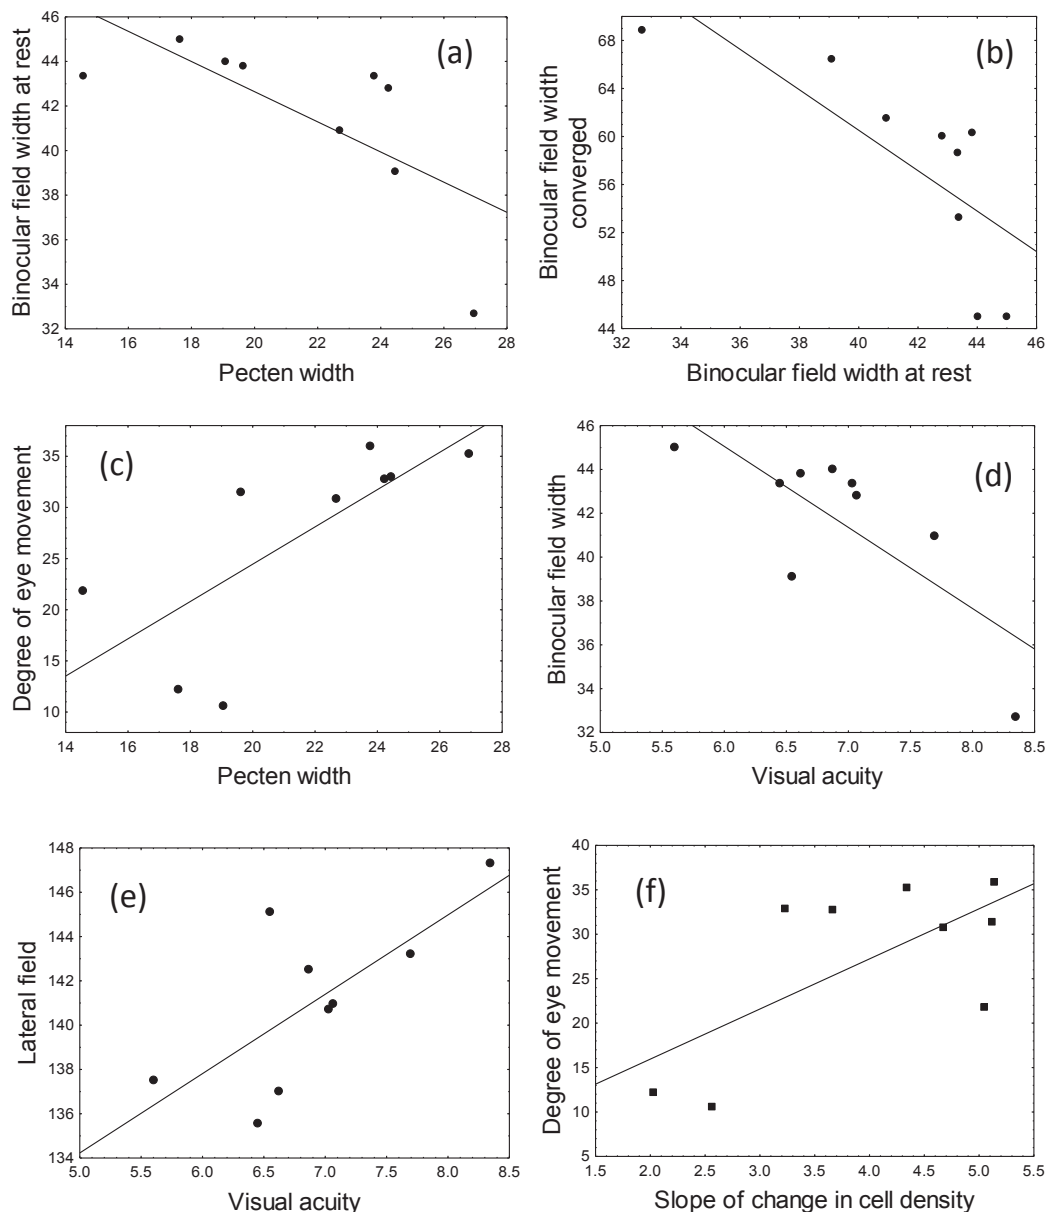 (a)
46
44
42
40
38
36
34
32
Binocular field width at rest
14 16 18 20 22 24 26 28
Pecten width
(b)
68
64
60
56
52
48
44
Binocular field width
converged
32 34 36 38 40 42 44 46
Binocular field width at rest
(c)
35
30
25
20
15
10
Degree of eye movement
14 16 18 20 22 24 26 28
Pecten width
(d)
46
44
42
40
38
36
34
32
Binocular field width
5.0 5.5 6.0 6.5 7.0 7.5 8.0 8.5
Visual acuity
(e)
148
146
144
142
140
138
136
134
Lateral field
5.0 5.5 6.0 6.5 7.0 7.5 8.0 8.5
Visual acuity
(f)
40
35
30
25
20
15
10
5
Degree of eye movement
1.5 2.0 2.5 3.0 3.5 4.0 4.5 5.0 5.5
Slope of change in cell density